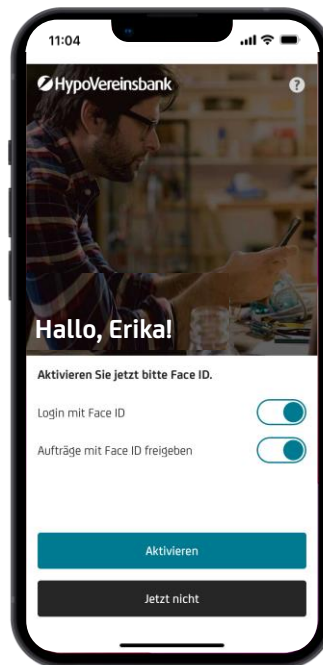 11:04
HypoVereinsbank
?
Hallo, Erika!
Aktivieren Sie jetzt bitte Face ID.
Login mit Face ID
Aufträge mit Face ID freigeben
Aktivieren
Jetzt nicht